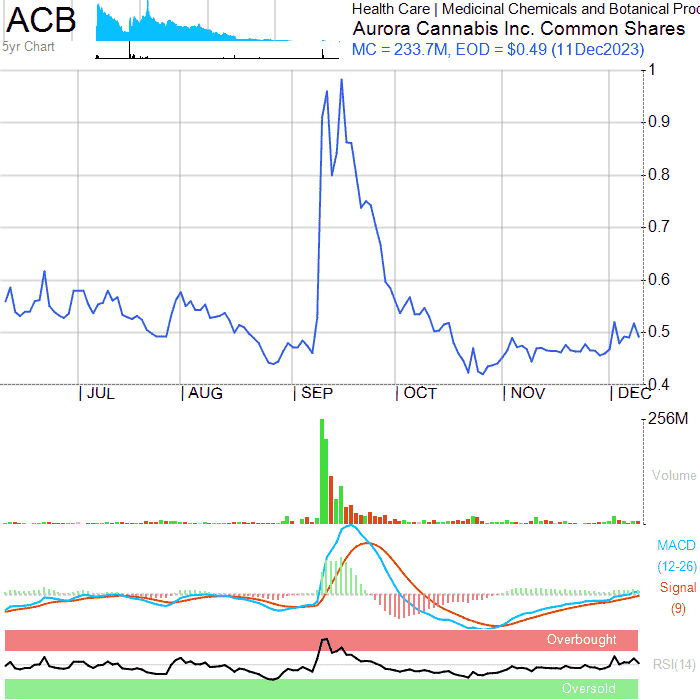 ACB
5yr Chart
Health Care | Medicinal Chemicals and Botanical Proc
Aurora Cannabis Inc. Common Shares
MC = 233.7M, EOD = $0.49 (11Dec2023)
1
0.9
0.8
0.7
0.6
0.5
0.4
JUL AUG SEP OCT NOV DEC
256M
Volume
MACD
(12-26)
Signal
(9)
Overbought
RSI(14)
Oversold